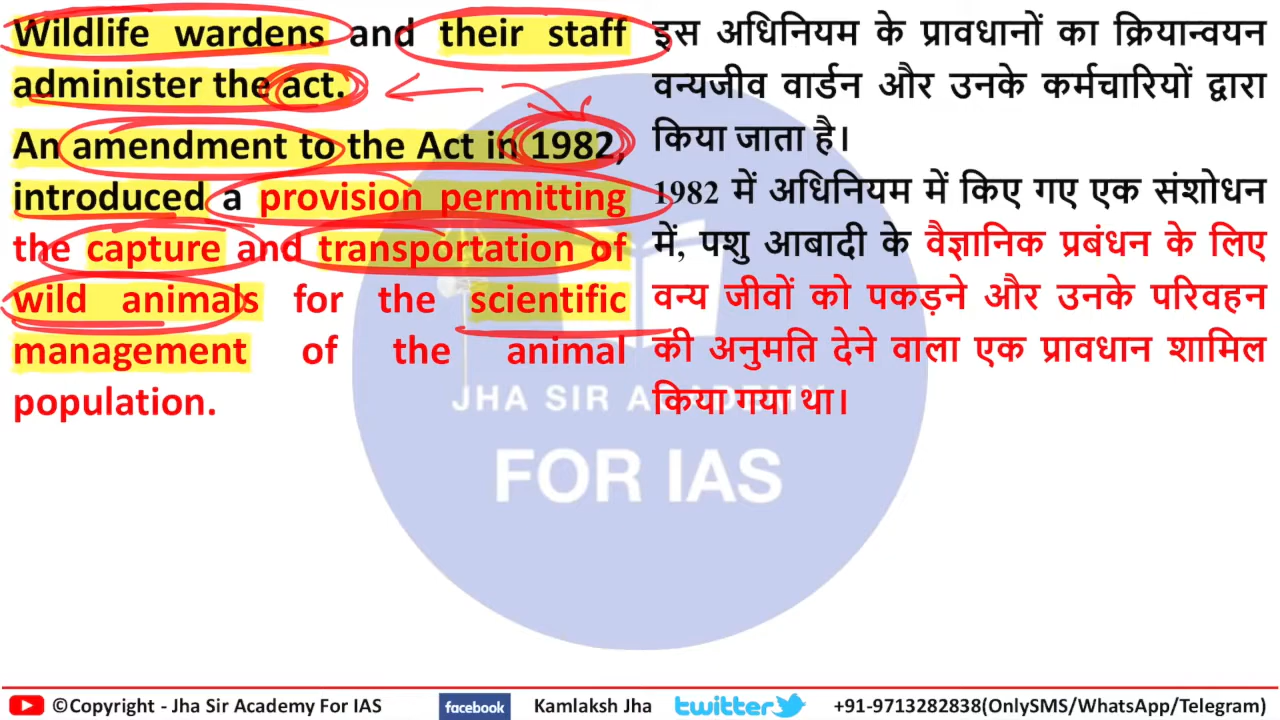 Wildlife wardens and their staff
administer the act.
An amendment to the Act in 1982,
introduced a provision permitting
the capture and transportation of
wild animals for the scientific
management of the animal
population.
इस अधिनियम के प्रावधानों का क्रियान्वयन
वन्यजीव वार्डन और उनके कर्मचारियों द्वारा
किया जाता है।
1982 में अधिनियम में किए गए एक संशोधन
में, पशु आबादी के वैज्ञानिक प्रबंधन के लिए
वन्य जीवों को पकड़ने और उनके परिवहन
की अनुमति देने वाला एक प्रावधान शामिल
किया गया था।
JHA SIR ACADEMY
FOR IAS
©Copyright - Jha Sir Academy For IAS facebook Kamlaksh Jha twitter +91-9713282838(OnlySMS/WhatsApp/Telegram)